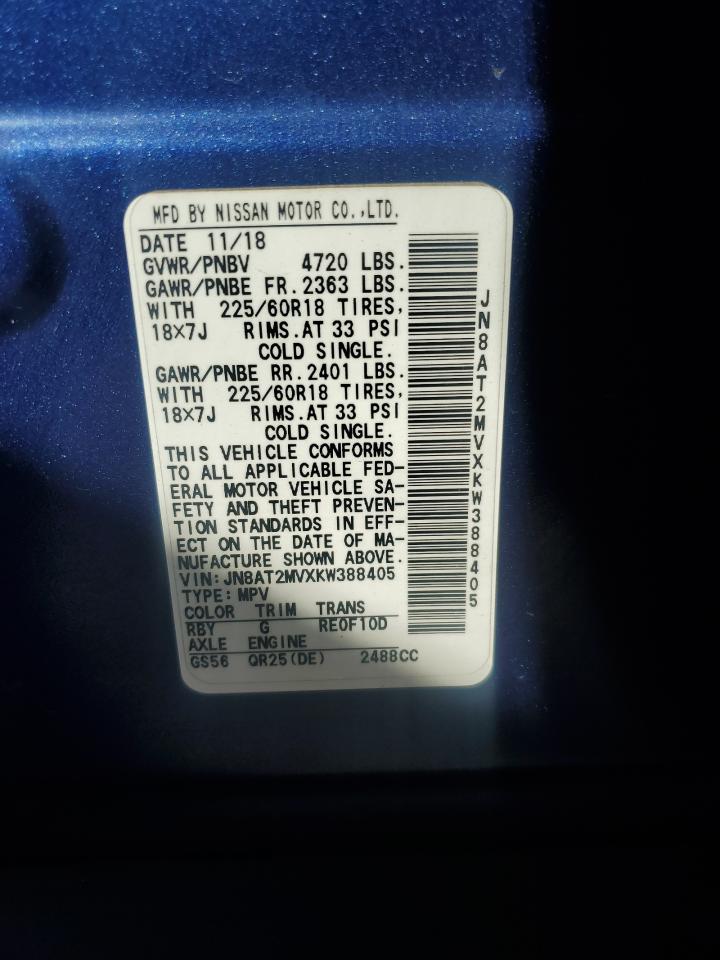 MFD BY NISSAN MOTOR CO.,LTD.
DATE 11/18
GVWR/PNBV 4720 LBS.
GAWR/PNBE FR.2363 LBS.
WITH 225/60R18 TIRES,
18×7J RIMS.AT 33 PSI
COLD SINGLE.
GAWR/PNBE RR.2401 LBS.
WITH 225/60R18 TIRES,
18×7J RIMS.AT 33 PSI
COLD SINGLE.
THIS VEHICLE CONFORMS
TO ALL APPLICABLE FED-
ERAL MOTOR VEHICLE SA-
FETY AND THEFT PREVEN-
TION STANDARDS IN EFF-
ECT ON THE DATE OF MA-
NUFACTURE SHOWN ABOVE.
VIN:JN8AT2MVXKW388405
TYPE:MPV
COLOR TRIM TRANS
RBY G RE0F10D
AXLE ENGINE
GS56 QR25(DE) 2488CC
JN8AT2MVXKW388405